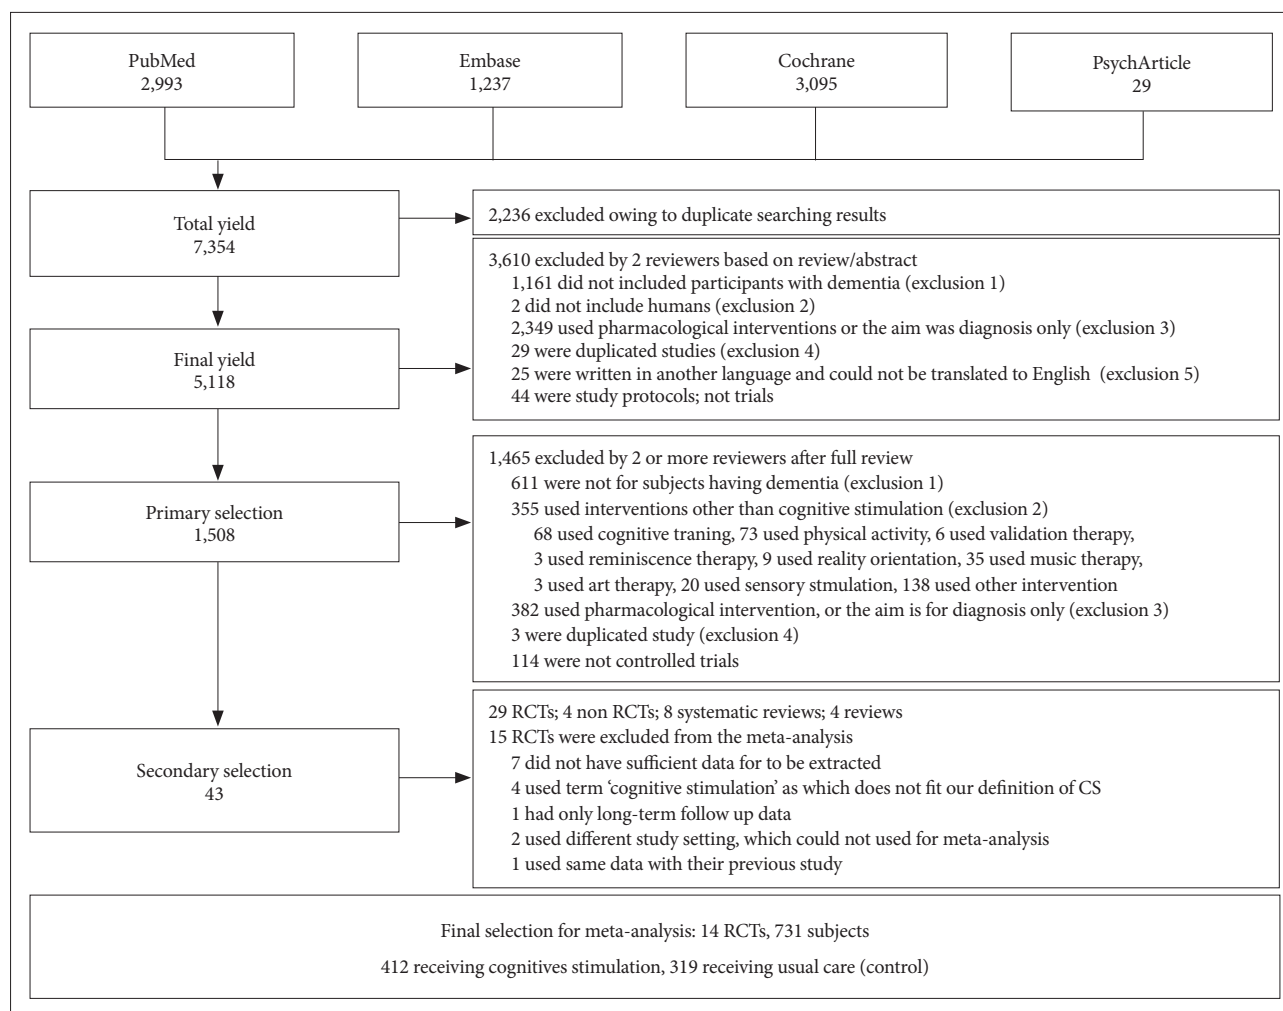 PubMed
2,993
Embase
1,237
Cochrane
3,095
PsychArticle
29
Total yield
7,354
2,236 excluded owing to duplicate searching results
3,610 excluded by 2 reviewers based on review/abstract
1,161 did not included participants with dementia (exclusion 1)
2 did not include humans (exclusion 2)
2,349 used pharmacological interventions or the aim was diagnosis only (exclusion 3)
29 were duplicated studies (exclusion 4)
25 were written in another language and could not be translated to English (exclusion 5)
44 were study protocols; not trials
Final yield
5,118
1,465 excluded by 2 or more reviewers after full review
611 were not for subjects having dementia (exclusion 1)
355 used interventions other than cognitive stimulation (exclusion 2)
68 used cognitive traning, 73 used physical activity, 6 used validation therapy,
3 used reminiscence therapy, 9 used reality orientation, 35 used music therapy,
3 used art therapy, 20 used sensory stmulation, 138 used other intervention
382 used pharmacological intervention, or the aim is for diagnosis only (exclusion 3)
3 were duplicated study (exclusion 4)
114 were not controlled trials
Primary selection
1,508
29 RCTs; 4 non RCTs; 8 systematic reviews; 4 reviews
15 RCTs were excluded from the meta-analysis
7 did not have sufficient data for to be extracted
4 used term ‘cognitive stimulation’ as which does not fit our definition of CS
1 had only long-term follow up data
2 used different study setting, which could not used for meta-analysis
1 used same data with their previous study
Secondary selection
43
Final selection for meta-analysis: 14 RCTs, 731 subjects
412 receiving cognitives stimulation, 319 receiving usual care (control)